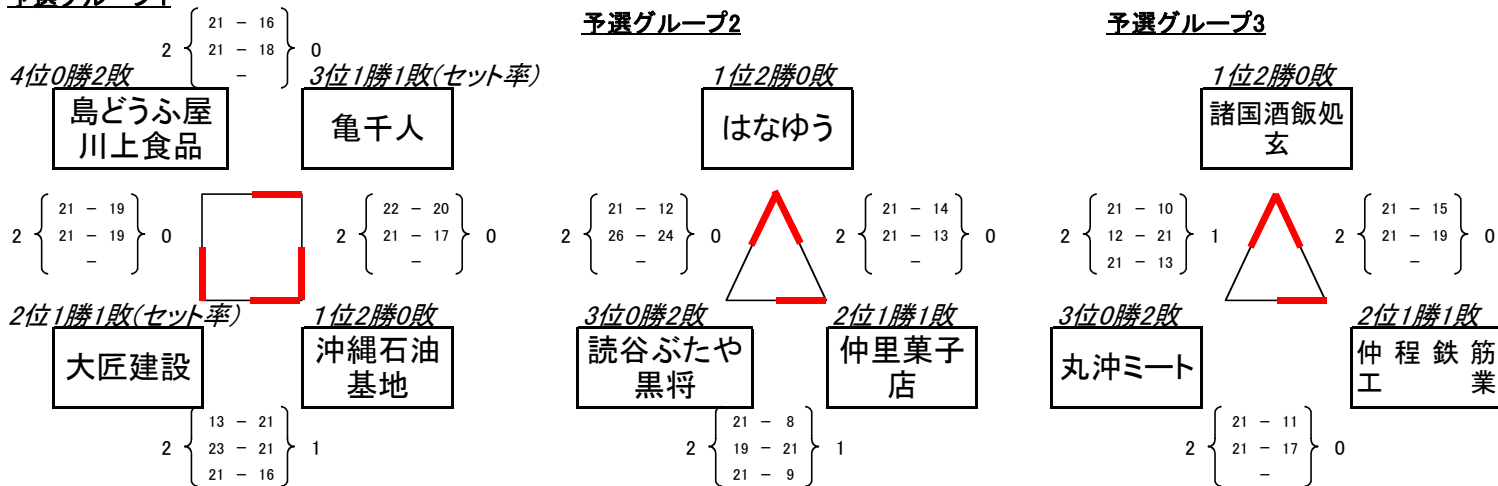 予選グループ1
予選グループ2
予選グループ3
21 － 16
2 21 － 18 0
－
4位0勝2敗
3位1勝1敗(セット率)
1位2勝0敗
1位2勝0敗
島どうふ屋
川上食品
亀千人
はなゆう
諸国酒飯処
玄
21 － 19
2 21 － 19 0
－
22 － 20
2 21 － 17 0
－
21 － 12
2 26 － 24 0
－
21 － 14
2 21 － 13 0
－
21 － 10
2 12 － 21 1
21 － 13
21 － 15
2 21 － 19 0
－
2位1勝1敗(セット率)
1位2勝0敗
3位0勝2敗
2位1勝1敗
3位0勝2敗
2位1勝1敗
大匠建設
沖縄石油
基地
読谷ぶたや
黒将
仲里菓子
店
丸沖ミート
仲程鉄筋
工業
13 － 21
2 23 － 21 1
21 － 16
21 － 8
2 19 － 21 1
21 － 9
21 － 11
2 21 － 17 0
－